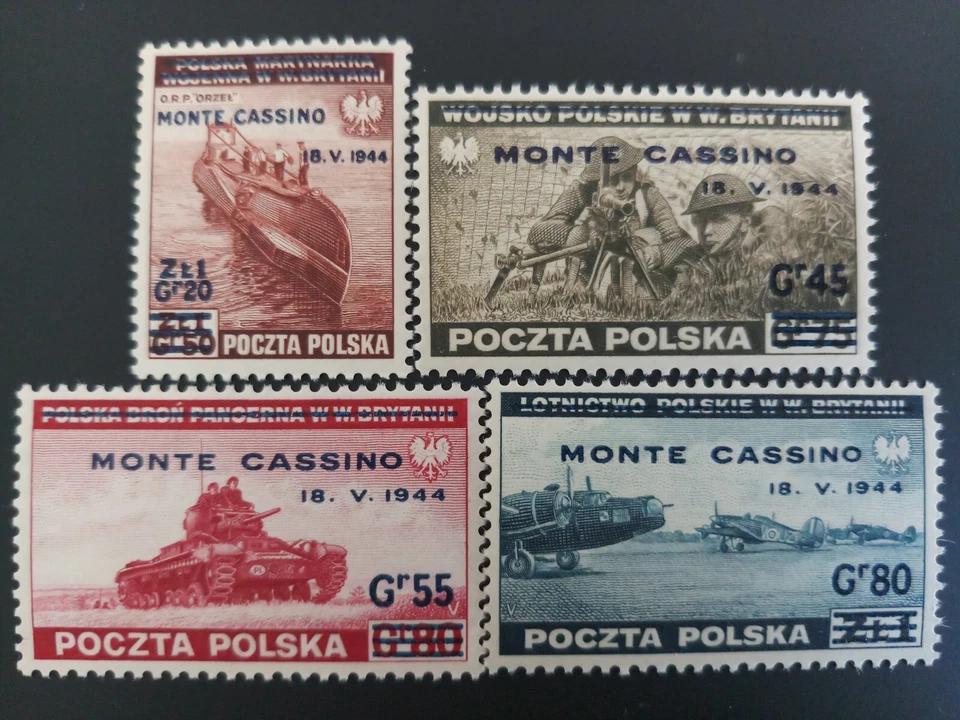 POLSKA MARYNARKA
WOJENNA W W. BRYTANII
O.R.P. "ORZEŁ"
MONTE CASSINO
18. V. 1944
ZŁ1
Gr20
ZŁ1
Gr50
POCZTA POLSKA
WOJSKO POLSKIE W W. BRYTANII
MONTE CASSINO
18. V. 1944
Gr45
POCZTA POLSKA Gr75
POLSKA BROŃ PANCERNA W W. BRYTANII
MONTE CASSINO
18. V. 1944
PL
Gr55
V
POCZTA POLSKA Gr80
LOTNICTWO POLSKIE W W. BRYTANII
MONTE CASSINO
18. V. 1944
Gr80
V
POCZTA POLSKA ZŁ1